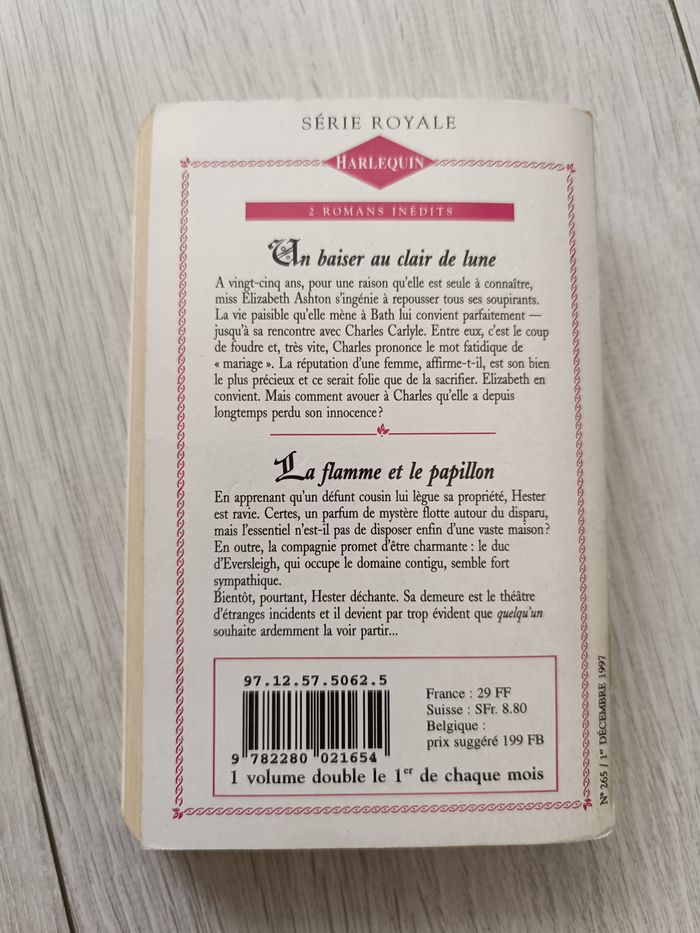 SÉRIE ROYALE
HARLEQUIN
2 ROMANS INÉDITS
Un baiser au clair de lune
A vingt-cinq ans, pour une raison qu'elle est seule à connaître,
miss Elizabeth Ashton s'ingénie à repousser tous ses soupirants.
La vie paisible qu'elle mène à Bath lui convient parfaitement —
jusqu'à sa rencontre avec Charles Carlyle. Entre eux, c'est le coup
de foudre et, très vite, Charles prononce le mot fatidique de
« mariage ». La réputation d'une femme, affirme-t-il, est son bien
le plus précieux et ce serait folie que de la sacrifier. Elizabeth en
convient. Mais comment avouer à Charles qu'elle a depuis
longtemps perdu son innocence ?
La flamme et le papillon
En apprenant qu'un défunt cousin lui lègue sa propriété, Hester
est ravie. Certes, un parfum de mystère flotte autour du disparu,
mais l'essentiel n'est-il pas de disposer enfin d'une vaste maison ?
En outre, la compagnie promet d'être charmante : le duc
d'Eversleigh, qui occupe le domaine contigu, semble fort
sympathique.
Bientôt, pourtant, Hester déchante. Sa demeure est le théâtre
d'étranges incidents et il devient par trop évident que quelqu'un
souhaite ardemment la voir partir...
97.12.57.5062.5
9 782280 021654
France : 29 FF
Suisse : SFr. 8.80
Belgique :
prix suggéré 199 FB
1 volume double le 1er de chaque mois
N° 265 / 1er DÉCEMBRE 1997